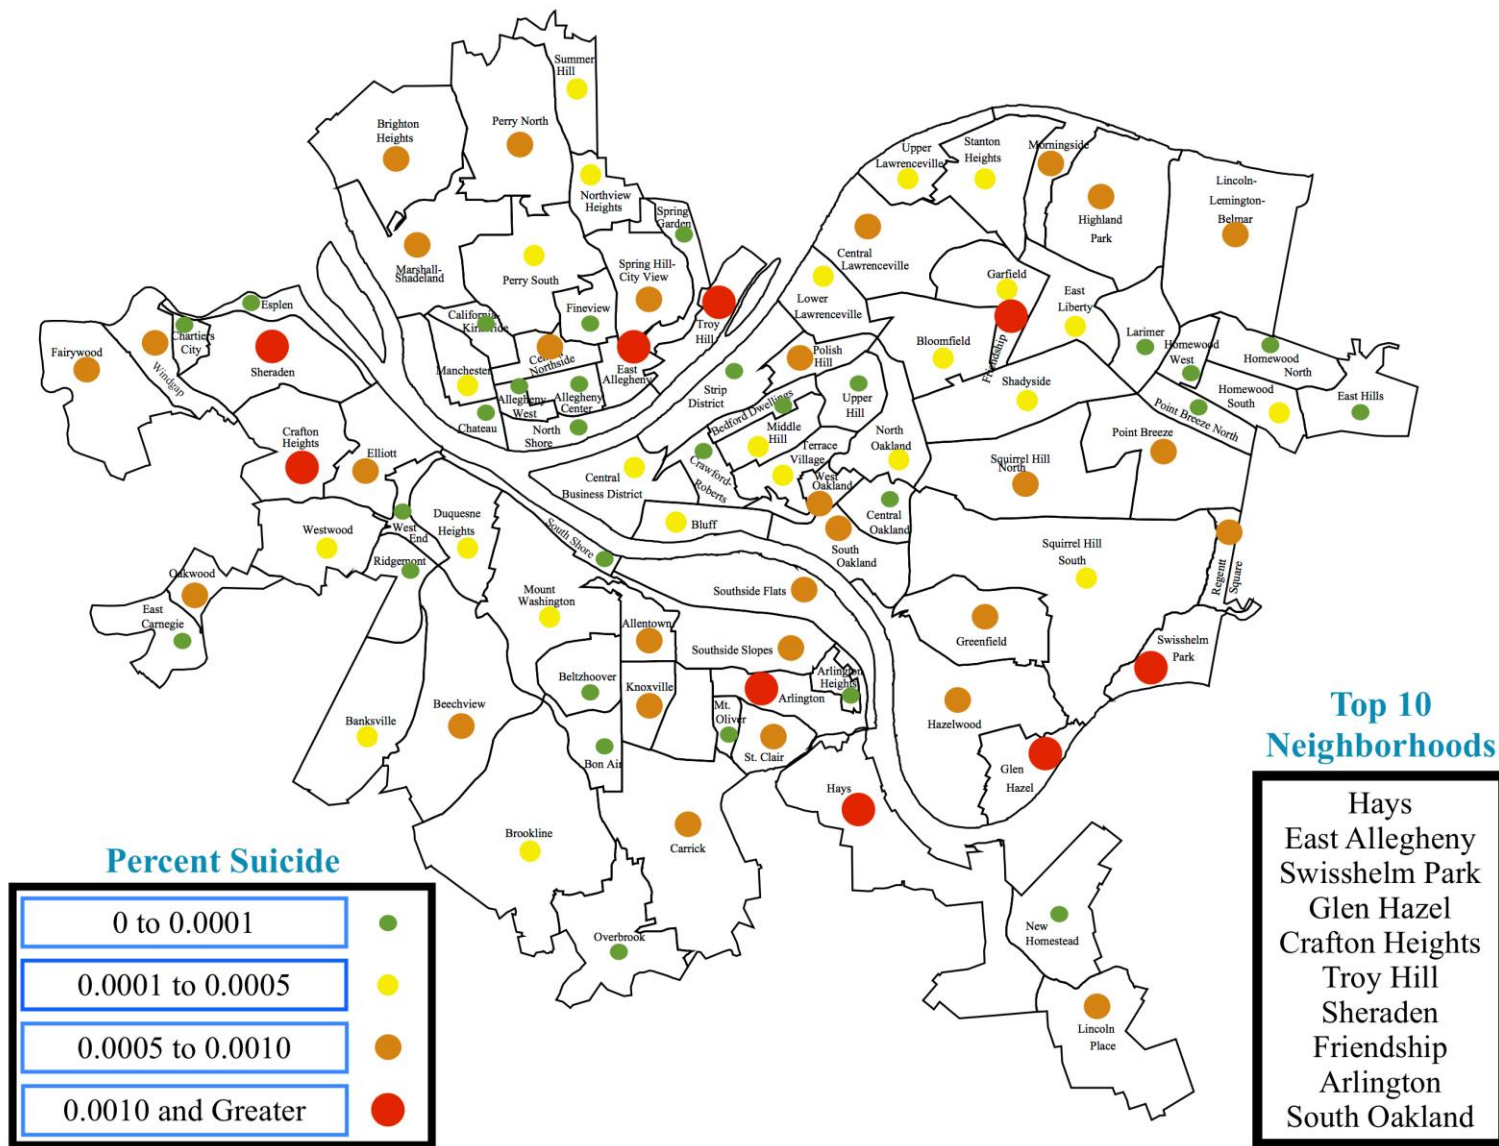 Summer
Hill
Brighton
Heights
Perry North
Northview
Heights
Spring
Garden
Marshall-
Shadeland
Perry South
Spring Hill-
City View
Fineview
California-
Kirkbride
Troy
Hill
Central
Northside
East
Allegheny
Manchester
Allegheny
West
Allegheny
Center
Chateau
North
Shore
Esplen
Chartiers
City
Fairywood
Windgap
Sheraden
Crafton
Heights
Elliott
Westwood
West
End
Duquesne
Heights
Ridgemont
Oakwood
East
Carnegie
Upper
Lawrenceville
Stanton
Heights
Morningside
Highland
Park
Lincoln-
Lemington-
Belmar
Central
Lawrenceville
Lower
Lawrenceville
Garfield
East
Liberty
Bloomfield
Friendship
Larimer
Homewood
West
Homewood
North
Homewood
South
East Hills
Point Breeze North
Shadyside
Polish
Hill
Strip
District
Upper
Hill
Bedford Dwellings
Middle
Hill
Terrace
Village
North
Oakland
West
Oakland
Crawford-
Roberts
Central
Business District
Bluff
Central
Oakland
South
Oakland
Point Breeze
Squirrel Hill
North
Squirrel Hill
South
Regentt
Square
South Shore
Mount
Washington
Southside Flats
Allentown
Southside Slopes
Greenfield
Swisshelm
Park
Beltzhoover
Knoxville
Arlington
Heights
Arlington
Mt.
Oliver
St. Clair
Banksville
Beechview
Bon Air
Hazelwood
Glen
Hazel
Hays
Brookline
Carrick
Overbrook
New
Homestead
Lincoln
Place
Percent Suicide
0 to 0.0001
0.0001 to 0.0005
0.0005 to 0.0010
0.0010 and Greater
Top 10
Neighborhoods
Hays
East Allegheny
Swisshelm Park
Glen Hazel
Crafton Heights
Troy Hill
Sheraden
Friendship
Arlington
South Oakland